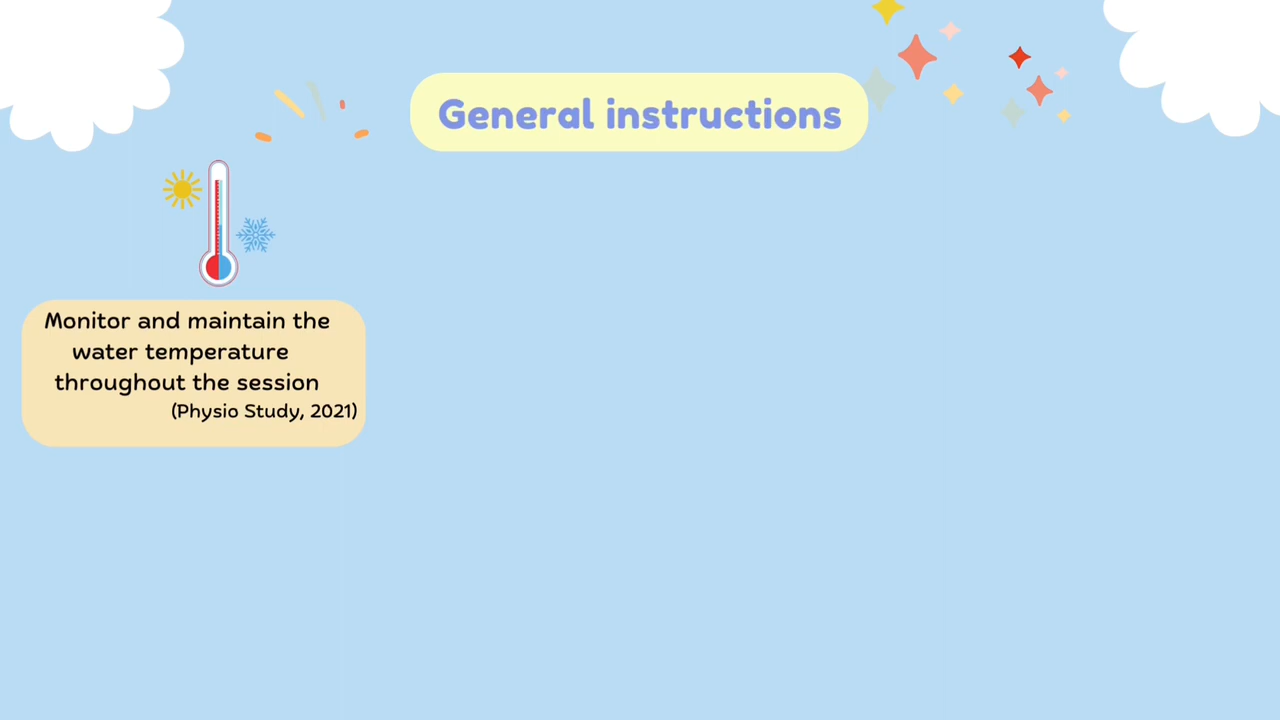 General instructions
Monitor and maintain the
water temperature
throughout the session
(Physio Study, 2021)